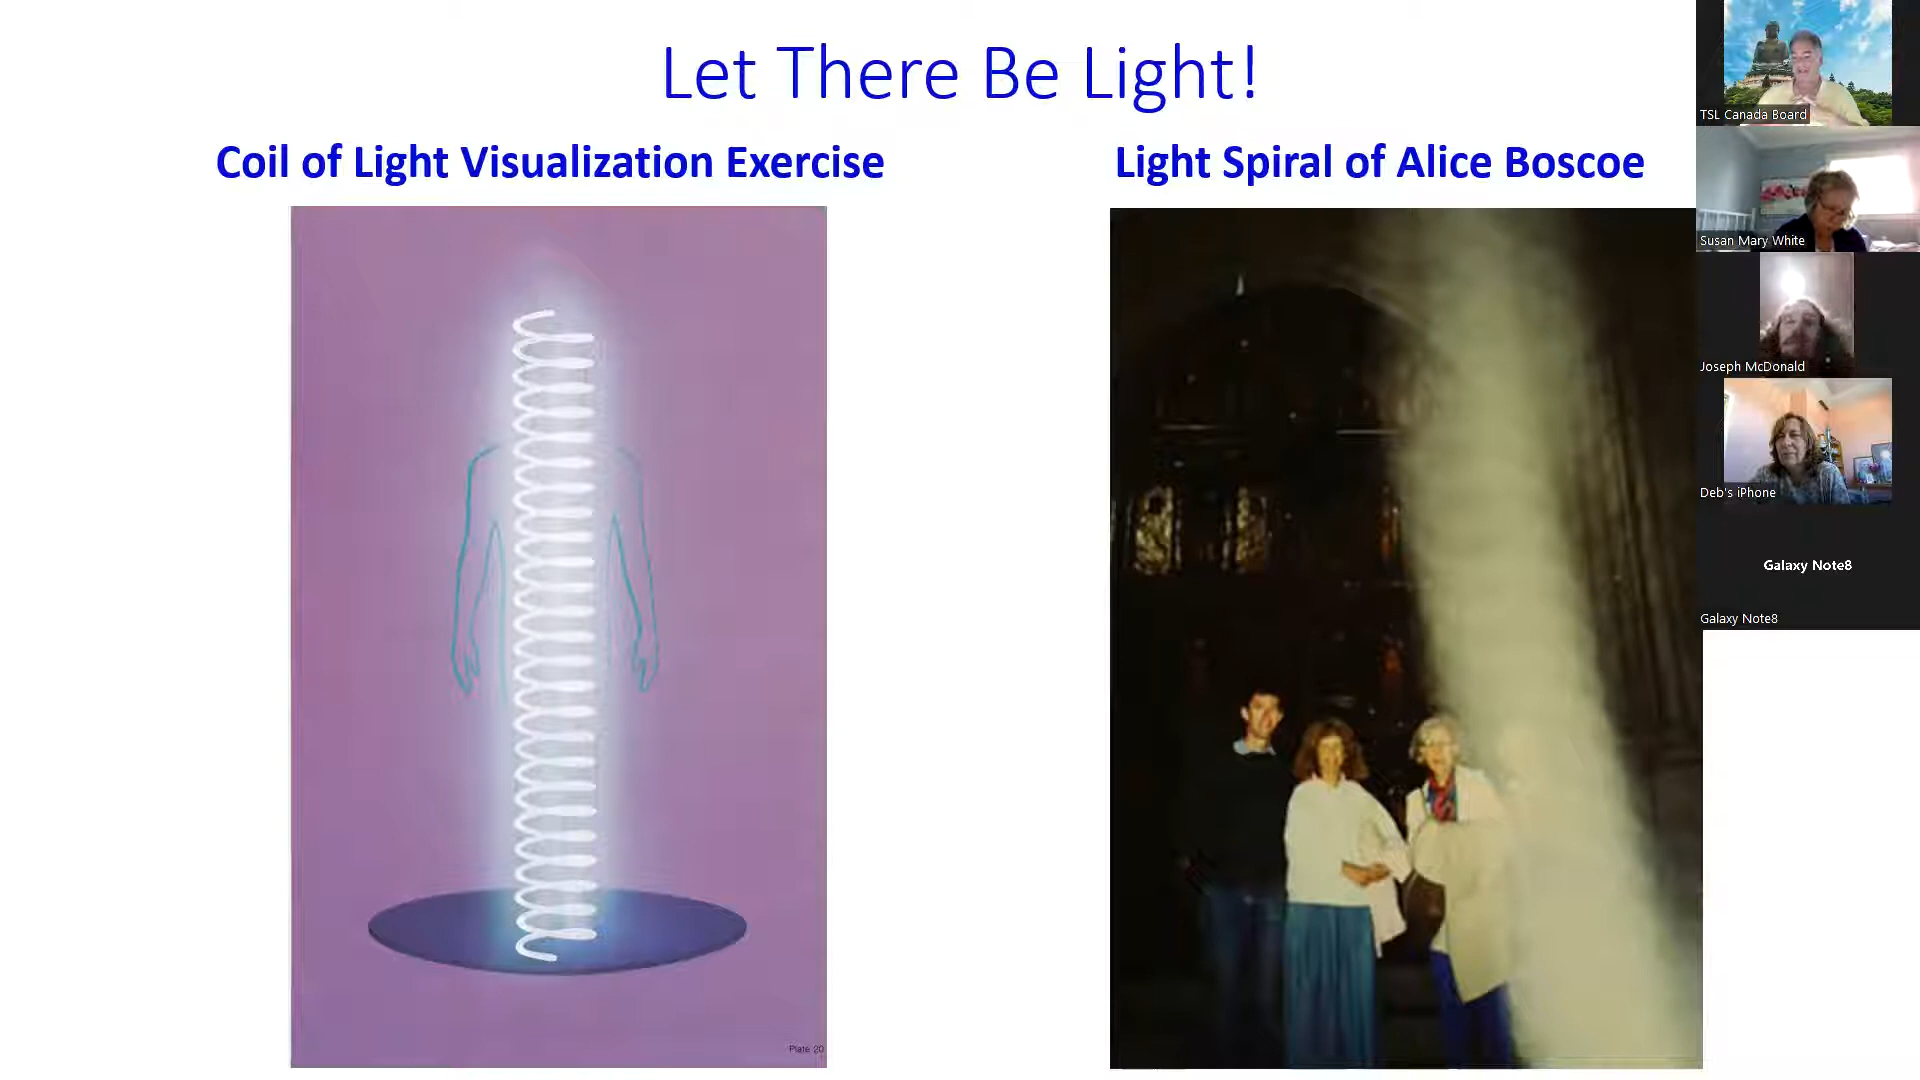 Let There Be Light!
Coil of Light Visualization Exercise
Light Spiral of Alice Boscoe
Plate 20
TSL Canada Board
Susan Mary White
Joseph McDonald
Deb's iPhone
Galaxy Note8
Galaxy Note8